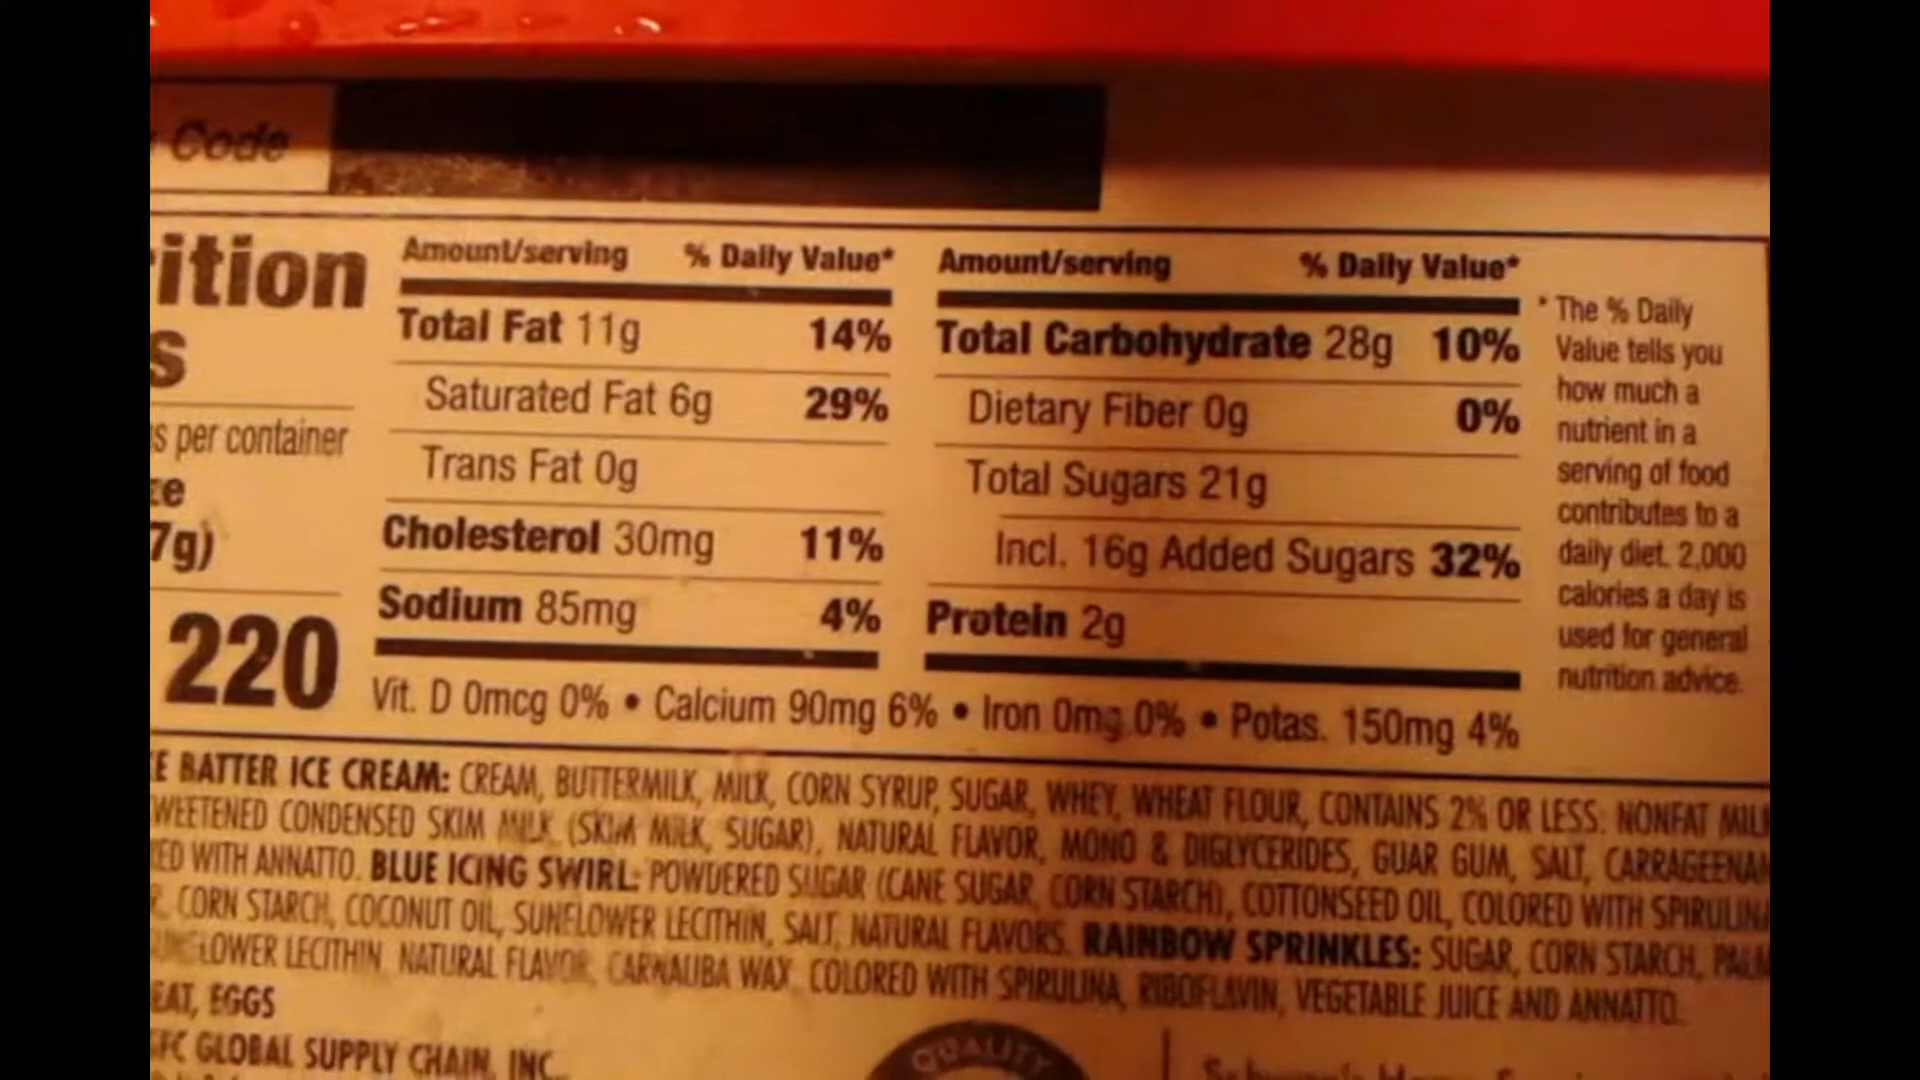 Code
ition
s
s per container
ze
7g)
220
Amount/serving % Daily Value*
Total Fat 11g 14%
Saturated Fat 6g 29%
Trans Fat 0g
Cholesterol 30mg 11%
Sodium 85mg 4%
Amount/serving % Daily Value*
Total Carbohydrate 28g 10%
Dietary Fiber 0g 0%
Total Sugars 21g
Incl. 16g Added Sugars 32%
Protein 2g
* The % Daily
Value tells you
how much a
nutrient in a
serving of food
contributes to a
daily diet. 2,000
calories a day is
used for general
nutrition advice.
Vit. D 0mcg 0% • Calcium 90mg 6% • Iron 0mg 0% • Potas. 150mg 4%
E BATTER ICE CREAM: CREAM, BUTTERMILK, MILK, CORN SYRUP, SUGAR, WHEY, WHEAT FLOUR, CONTAINS 2% OR LESS: NONFAT MIL
WEETENED CONDENSED SKIM MILK (SKIM MILK, SUGAR), NATURAL FLAVOR, MONO & DIGLYCERIDES, GUAR GUM, SALT, CARRAGEENAN
ED WITH ANNATTO. BLUE ICING SWIRL: POWDERED SUGAR (CANE SUGAR, CORN STARCH), COTTONSEED OIL, COLORED WITH SPIRULINA
R, CORN STARCH, COCONUT OIL, SUNFLOWER LECITHIN, SALT, NATURAL FLAVORS. RAINBOW SPRINKLES: SUGAR, CORN STARCH, PALM
LOWER LECITHIN, NATURAL FLAVOR, CARNAUBA WAX, COLORED WITH SPIRULINA, RIBOFLAVIN, VEGETABLE JUICE AND ANNATTO.
EAT, EGGS
FC GLOBAL SUPPLY CHAIN, INC.
QUALITY